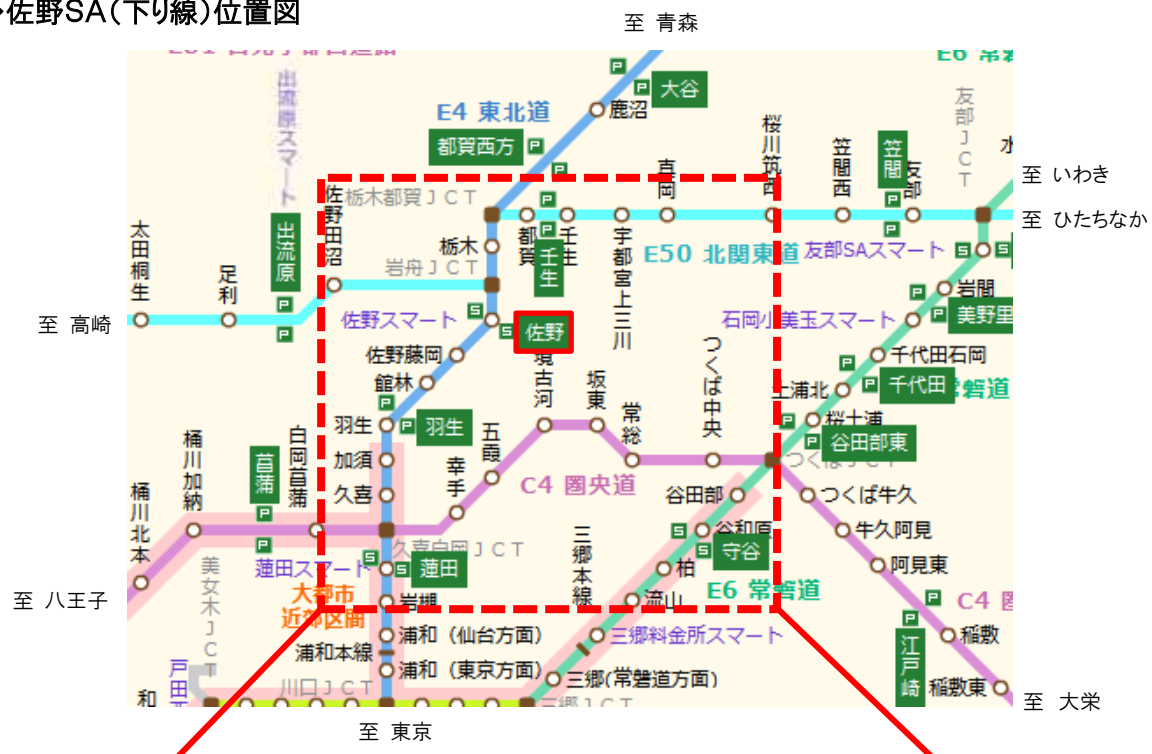 佐野SA(下り線)位置図
至 青森
出流原スマート
E4 東北道
都賀西方
大谷
鹿沼
桜川筑西
真岡
笠間西
笠間
友部
友部JCT
至 いわき
至 ひたちなか
佐野田沼
栃木都賀JCT
太田桐生
足利
出流原
栃木
岩舟JCT
都賀
壬生
壬生
宇都宮上三川
E50 北関東道
友部SAスマート
至 高崎
佐野スマート
佐野
石岡小美玉スマート
岩間
美野里
佐野藤岡
境古河
つくば中央
千代田石岡
館林
坂東
土浦北
千代田
常磐道
羽生
羽生
五霞
常総
桜土浦
谷田部東
桶川加納
菖蒲
白岡菖蒲
加須
幸手
C4 圏央道
つくばJCT
桶川北本
久喜
谷田部
つくば牛久
久喜白岡JCT
三郷本線
谷和原
守谷
牛久阿見
美女木JCT
蓮田スマート
蓮田
柏
阿見東
至 八王子
大都市
近郊区間
岩槻
流山
E6 常磐道
C4
浦和(仙台方面)
三郷料金所スマート
稲敷
江戸崎
浦和本線
浦和(東京方面)
三郷(常磐道方面)
稲敷東
川口JCT
三郷JCT
至 東京
至 大栄